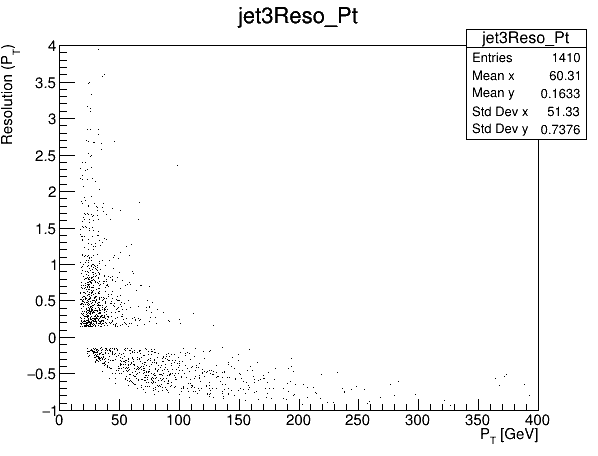 jet3Reso_Pt
jet3Reso_Pt
Entries 1410
Mean x 60.31
Mean y 0.1633
Std Dev x 51.33
Std Dev y 0.7376
Resolution (P_T)
4
3.5
3
2.5
2
1.5
1
0.5
0
−0.5
−1
0 50 100 150 200 250 300 350 400
P_T [GeV]